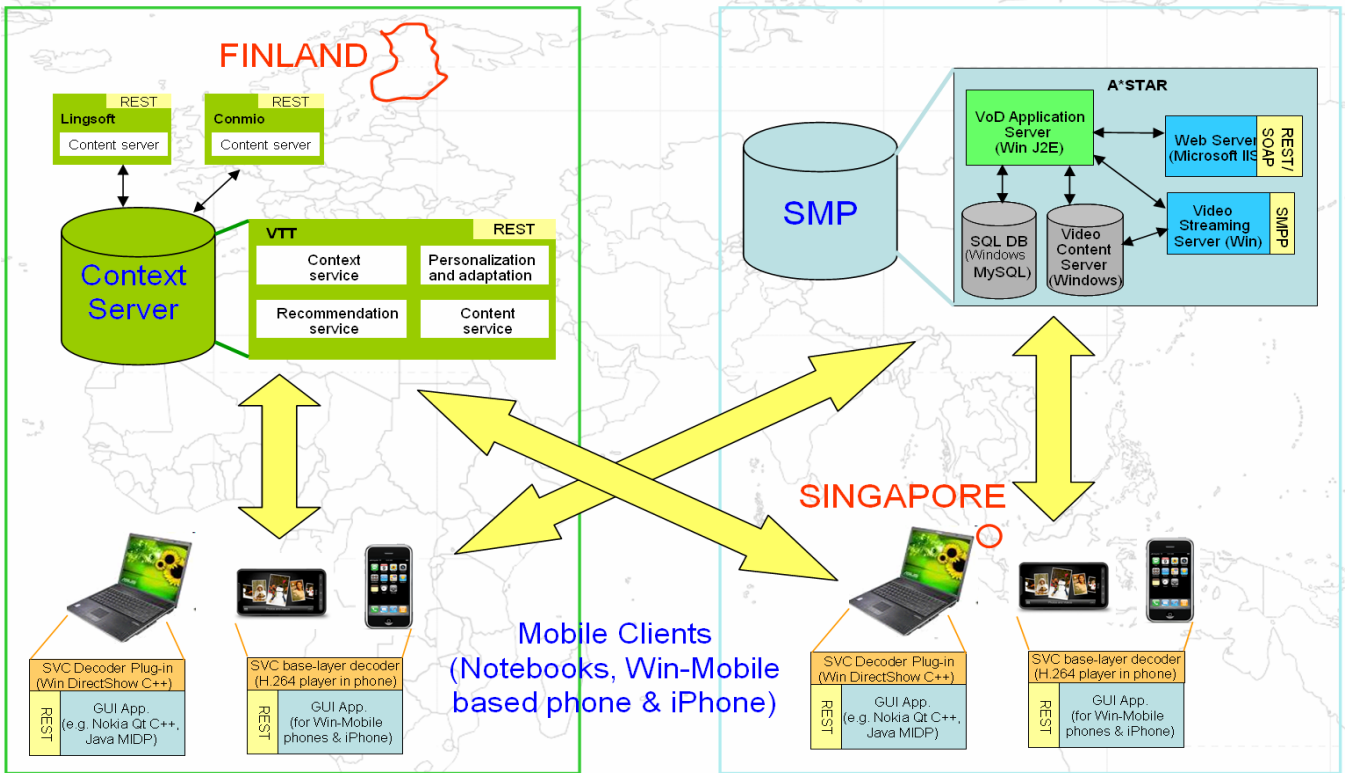 FINLAND
REST
Lingsoft
Content server
REST
Conmio
Content server
Context
Server
REST
VTT
Context
service
Personalization
and adaptation
Recommendation
service
Content
service
SMP
A*STAR
VoD Application
Server
(Win J2E)
Web Server
(Microsoft IIS
REST/
SOAP
SQL DB
(Windows
MySQL)
Video
Content
Server
(Windows)
Video
Streaming
Server (Win)
SMPP
SINGAPORE
Mobile Clients
(Notebooks, Win-Mobile
based phone & iPhone)
SVC Decoder Plug-in
(Win DirectShow C++)
REST
GUI App.
(e.g. Nokia Qt C++,
Java MIDP)
SVC base-layer decoder
(H.264 player in phone)
REST
GUI App.
(for Win-Mobile
phones & iPhone)
SVC Decoder Plug-in
(Win DirectShow C++)
REST
GUI App.
(e.g. Nokia Qt C++,
Java MIDP)
SVC base-layer decoder
(H.264 player in phone)
REST
GUI App.
(for Win-Mobile
phones & iPhone)